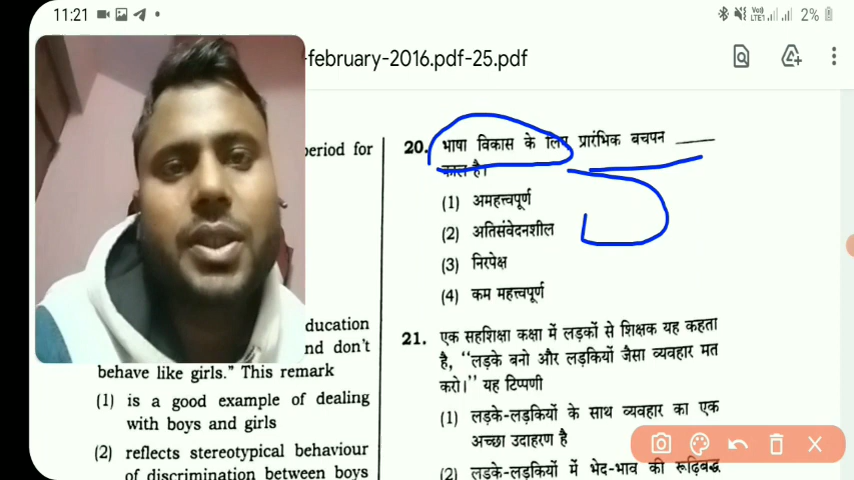 11:21
Vo)) LTE1 2%
-february-2016.pdf-25.pdf
period for
ducation
nd don't
behave like girls.” This remark
(1) is a good example of dealing
with boys and girls
(2) reflects stereotypical behaviour
of discrimination between boys
20. भाषा विकास के लिए प्रारंभिक बचपन ____
काल है।
(1) अमहत्त्वपूर्ण
(2) अतिसंवेदनशील
(3) निरपेक्ष
(4) कम महत्त्वपूर्ण
21. एक सहशिक्षा कक्षा में लड़कों से शिक्षक यह कहता
है, “लड़के बनो और लड़कियों जैसा व्यवहार मत
करो।” यह टिप्पणी
(1) लड़के-लड़कियों के साथ व्यवहार का एक
अच्छा उदाहरण है
(2) लड़के-लड़कियों में भेद-भाव की रूढ़िबद्ध